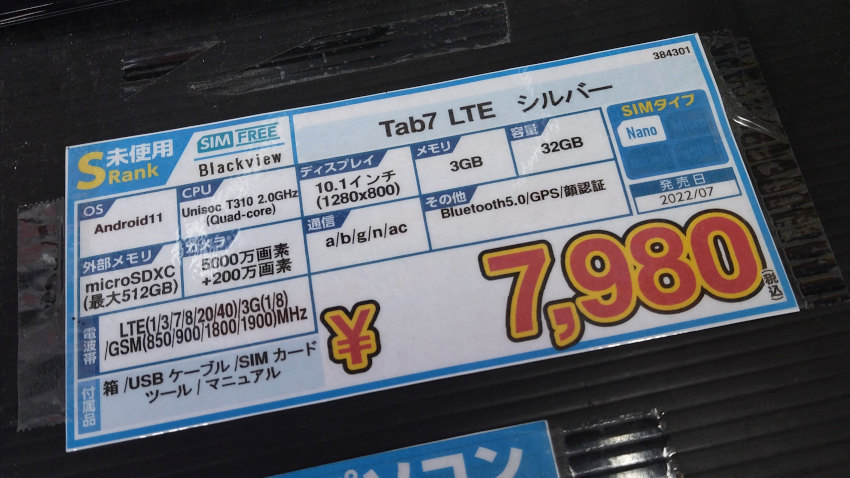 384301
S 未使用
Rank
SIM FREE
Blackview
Tab7 LTE シルバー
OS
Android11
CPU
Unisoc T310 2.0GHz
(Quad-core)
ディスプレイ
10.1インチ
(1280x800)
メモリ
3GB
容量
32GB
SIMタイプ
Nano
外部メモリ
microSDXC
(最大512GB)
カメラ
5000万画素
+200万画素
通信
a/b/g/n/ac
その他
Bluetooth5.0/GPS/顔認証
発売日
2022/07
電波帯
LTE(1/3/7/8/20/40)/3G(1/8)
/GSM(850/900/1800/1900)MHz
付属品
箱 /USB ケーブル /SIM カード
ツール / マニュアル
¥ 7,980
(税込)
パソコン